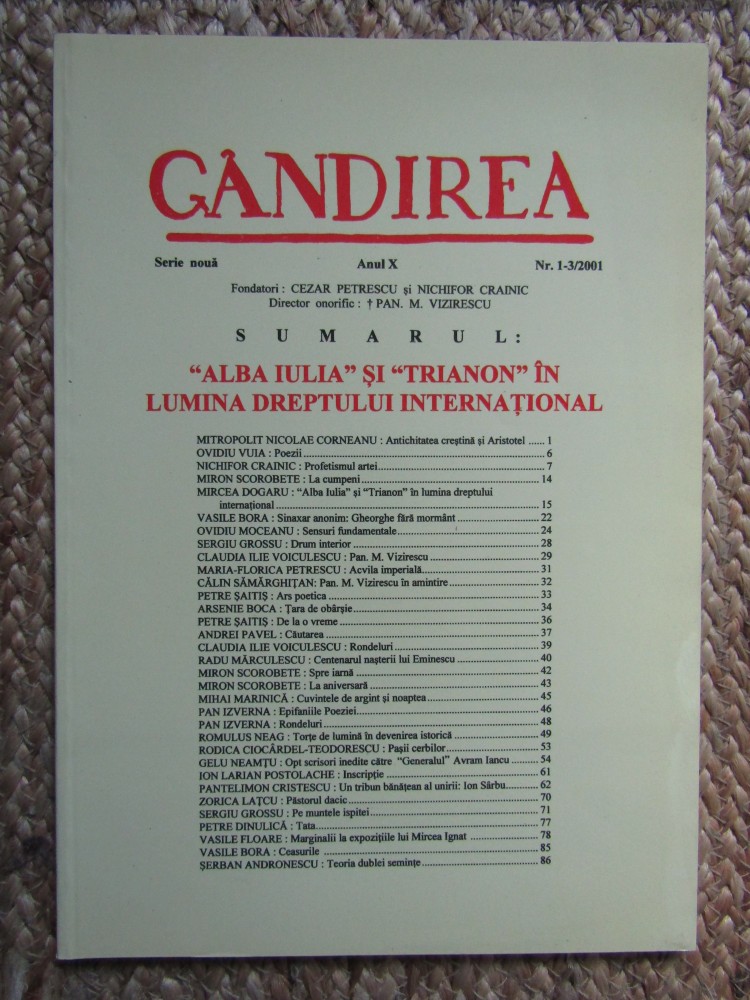 GÂNDIREA
Serie nouă Anul X Nr. 1-3/2001
Fondatori : CEZAR PETRESCU și NICHIFOR CRAINIC
Director onorific : † PAN. M. VIZIRESCU
S U M A R U L :
“ALBA IULIA” ȘI “TRIANON” ÎN
LUMINA DREPTULUI INTERNAȚIONAL
MITROPOLIT NICOLAE CORNEANU : Antichitatea creștină și Aristotel ...... 1
OVIDIU VUIA : Poezii ...... 6
NICHIFOR CRAINIC : Profetismul artei ...... 7
MIRON SCOROBETE : La cumpeni ...... 14
MIRCEA DOGARU : “Alba Iulia” și “Trianon” în lumina dreptului
internațional ...... 15
VASILE BORA : Sinaxar anonim: Gheorghe fără mormânt ...... 22
OVIDIU MOCEANU : Sensuri fundamentale ...... 24
SERGIU GROSSU : Drum interior ...... 28
CLAUDIA ILIE VOICULESCU : Pan. M. Vizirescu ...... 29
MARIA-FLORICA PETRESCU : Acvila imperială ...... 31
CĂLIN SĂMĂRGHIȚAN: Pan. M. Vizirescu în amintire ...... 32
PETRE ȘAITIȘ : Ars poetica ...... 33
ARSENIE BOCA : Țara de obârșie ...... 34
PETRE ȘAITIȘ : De la o vreme ...... 36
ANDREI PAVEL : Căutarea ...... 37
CLAUDIA ILIE VOICULESCU : Rondeluri ...... 39
RADU MĂRCULESCU : Centenarul nașterii lui Eminescu ...... 40
MIRON SCOROBETE : Spre iarnă ...... 42
MIRON SCOROBETE : La aniversară ...... 43
MIHAI MARINICĂ : Cuvintele de argint și noaptea ...... 45
PAN IZVERNA : Epifaniile Poeziei ...... 46
PAN IZVERNA : Rondeluri ...... 48
ROMULUS NEAG : Torțe de lumină în devenirea istorică ...... 49
RODICA CIOCÂRDEL-TEODORESCU : Pașii cerbilor ...... 53
GELU NEAMȚU : Opt scrisori inedite către “Generalul” Avram Iancu ...... 54
ION LARIAN POSTOLACHE : Inscripție ...... 61
PANTELIMON CRISTESCU : Un tribun bănățean al unirii: Ion Sârbu ...... 62
ZORICA LAȚCU : Păstorul dacic ...... 70
SERGIU GROSSU : Pe muntele ispitei ...... 71
PETRE DINULICĂ : Tata ...... 77
VASILE FLOARE : Marginalii la expozițiile lui Mircea Ignat ...... 78
VASILE BORA : Ceasurile ...... 85
ȘERBAN ANDRONESCU : Teoria dublei semințe ...... 86